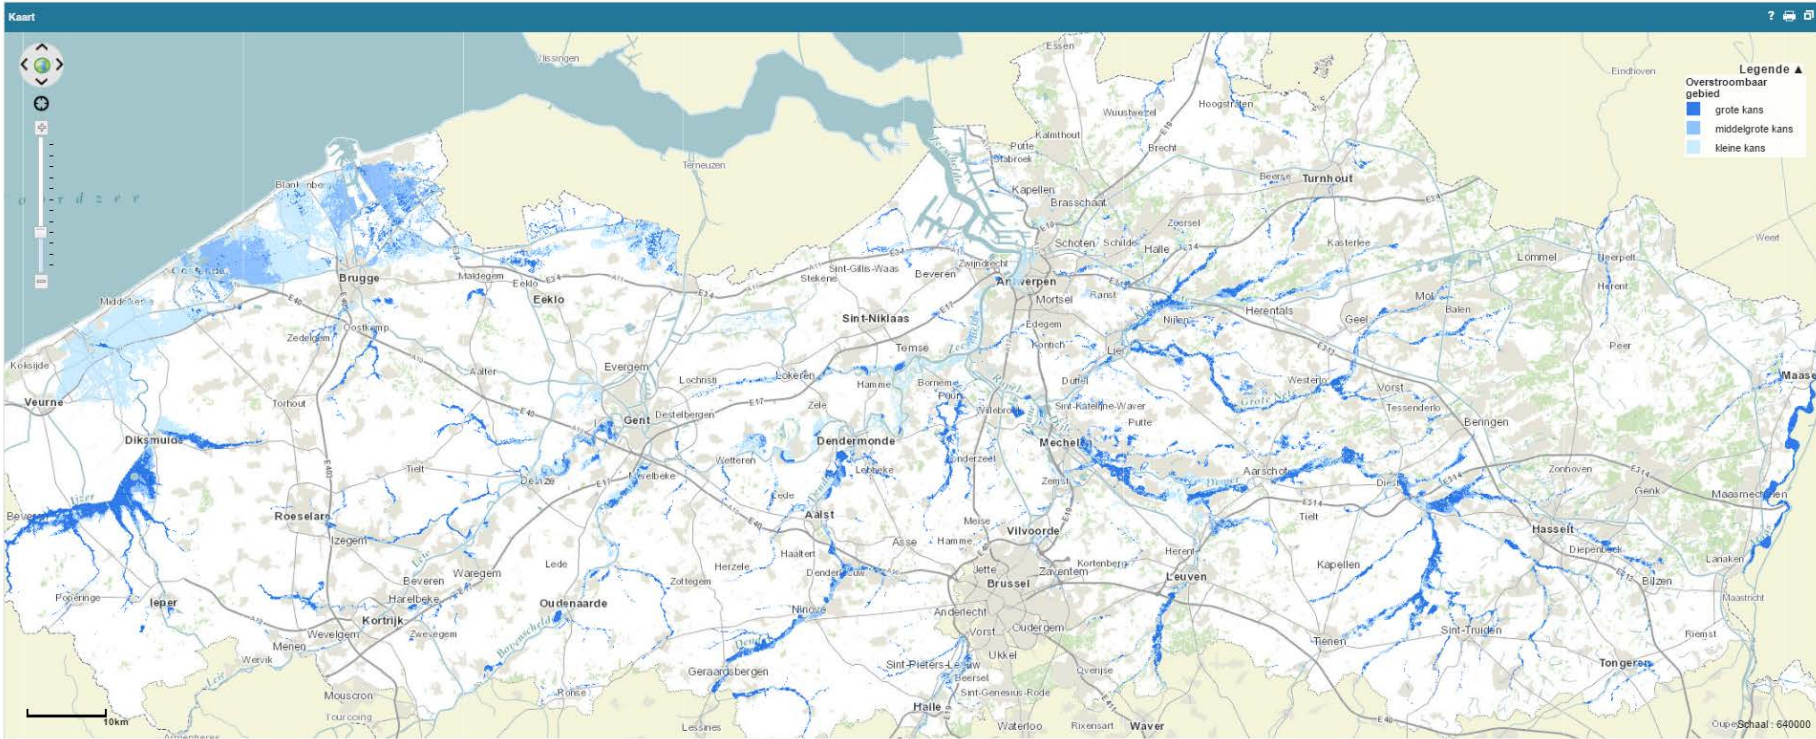 Kaart
?
Legende ▲
Overstroombaar
gebied
grote kans
middelgrote kans
kleine kans
Essen
Vlissingen
Eindhoven
Hoogstraten
Wuustwezel
Kalmthout
Putte
Stabroek
Brecht
Terneuzen
Beerse
Turnhout
Kapellen
Brasschaat
Zoersel
Weert
Schoten
Schilde
Halle
Kasterlee
Lommel
Neerpelt
Brugge
Maldegem
Eeklo
Eeklo
Stekene
Sint-Gillis-Waas
Beveren
Zwijndrecht
Antwerpen
Mortsel
Ranst
Herentals
Geel
Mol
Balen
Middelkerke
Oostkamp
Zedelgem
Sint-Niklaas
Edegem
Kontich
Nijlen
Lier
Peer
Koksijde
Veurne
Torhout
Aalter
Evergem
Lochristi
Lokeren
Temse
Hamme
Bornem
Puurs
Duffel
Westerlo
Vorst
Tessenderlo
Maase
Gent
Destelbergen
Zele
Willebroek
Sint-Katelijne-Waver
Putte
Beringen
Diksmuide
Dendermonde
Mechelen
Wetteren
Merelbeke
Lebbeke
Londerzeel
Zemst
Aarschot
Diest
Zonhoven
Genk
Maasmechelen
Tielt
Deinze
Lede
Aalst
Meise
Vilvoorde
Tielt
Hasselt
Diepenbeek
Roeselare
Izegem
IJzer
Leie
Haaltert
Asse
Hamme
Jette
Brussel
Zaventem
Kortenberg
Herent
Leuven
Kapellen
Bilzen
Lanaken
Maastricht
Poperinge
Ieper
Beveren
Waregem
Harelbeke
Kortrijk
Zwevegem
Wevelgem
Menen
Wervik
Lede
Oudenaarde
Zottegem
Herzele
Denderleeuw
Ninove
Anderlecht
Vorst
Oudergem
Ukkel
Tienen
Sint-Truiden
Riemst
Tongeren
Geraardsbergen
Sint-Pieters-Leeuw
Beersel
Sint-Genesius-Rode
Overijse
Mouscron
Tourcoing
Ronse
Lessines
Halle
Waterloo
Rixensart
Waver
10km
Schaal : 640000